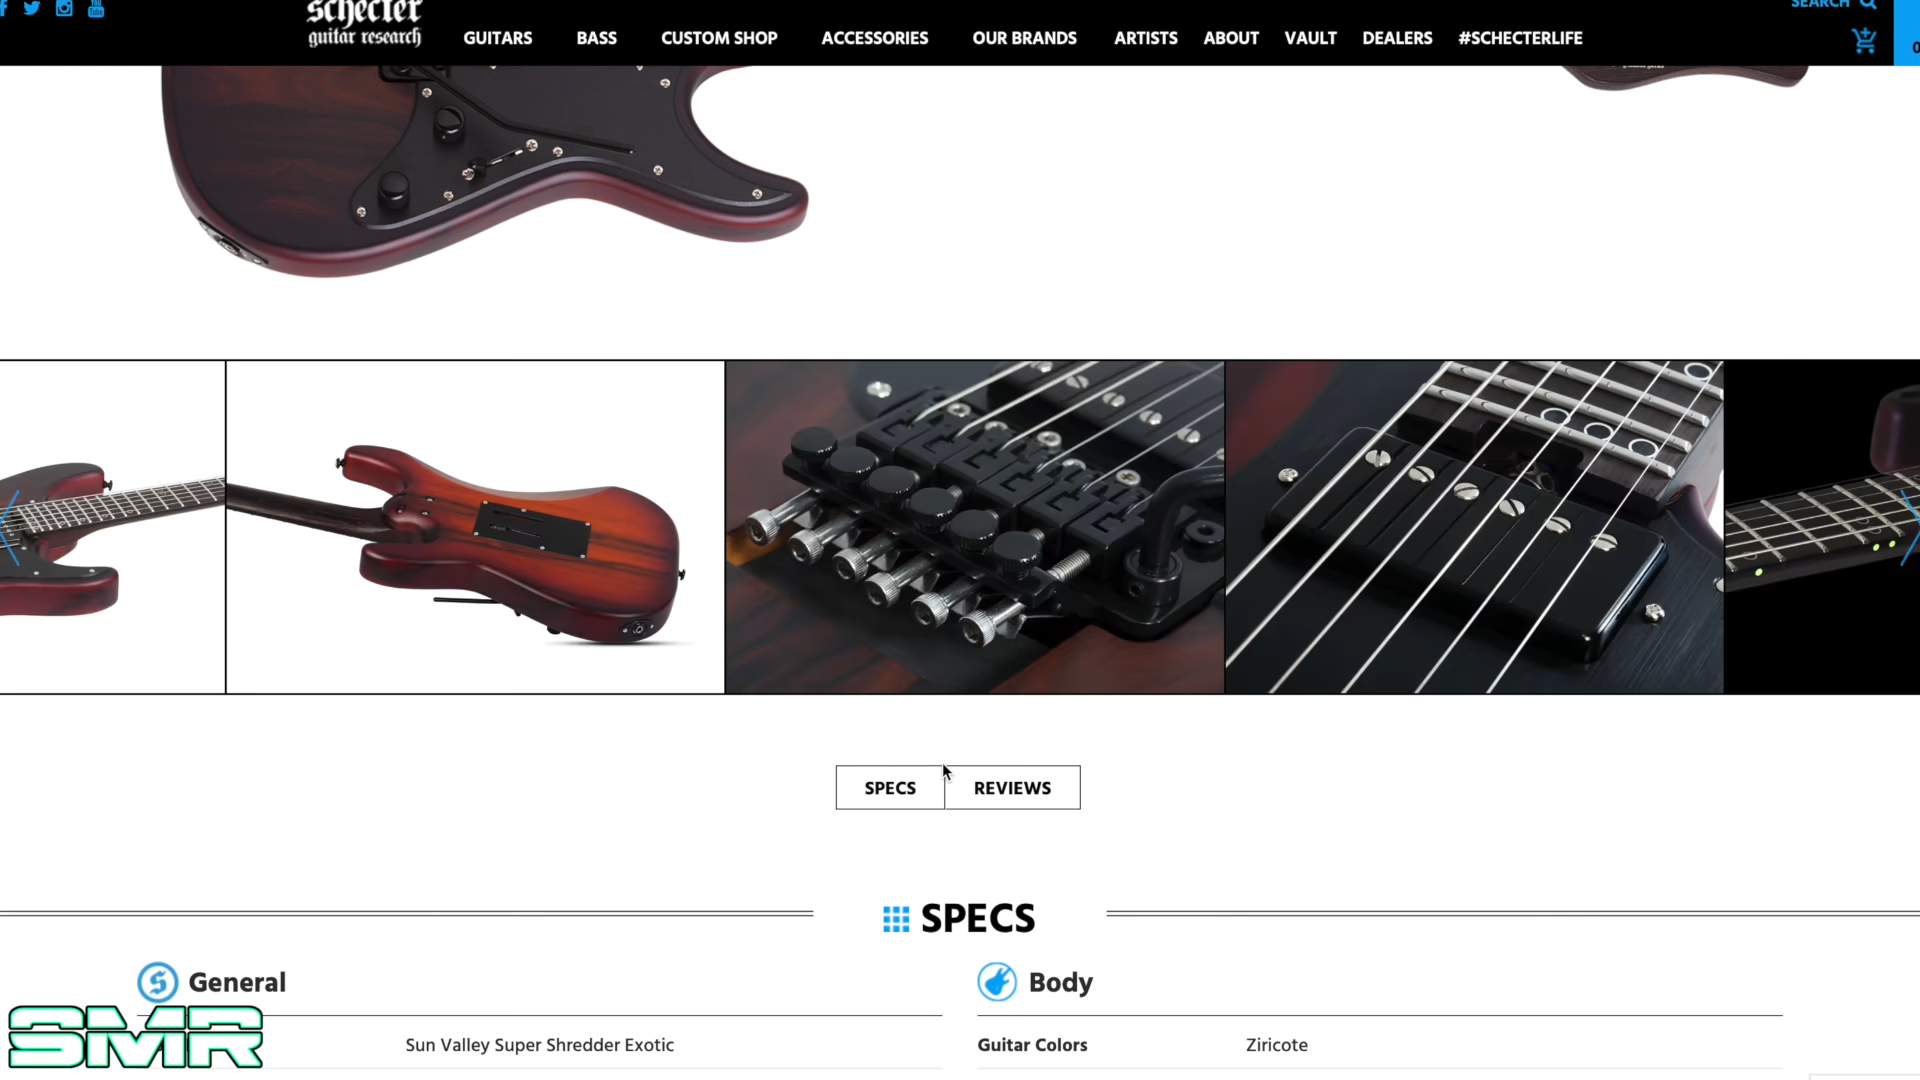 SEARCH
schecter
guitar research
GUITARS BASS CUSTOM SHOP ACCESSORIES OUR BRANDS ARTISTS ABOUT VAULT DEALERS #SCHECTERLIFE
SPECS REVIEWS
SPECS
General
Body
SMR
Sun Valley Super Shredder Exotic
Guitar Colors Ziricote